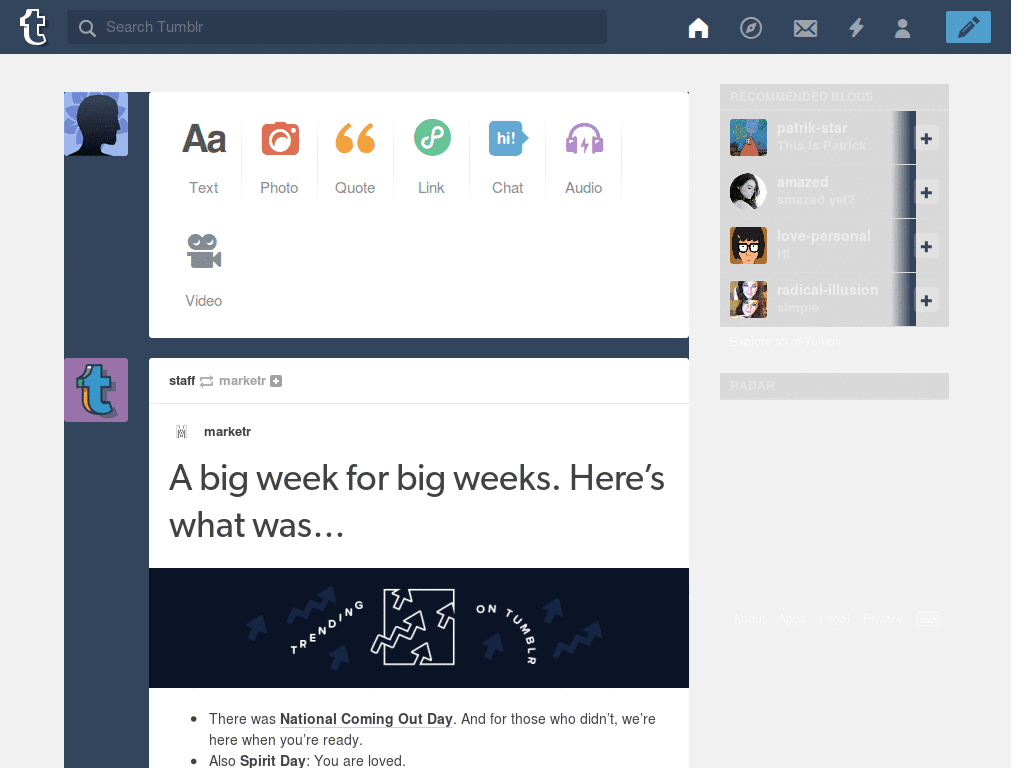 t
Search Tumblr
Aa
Text
Photo
Quote
Link
hi!
Chat
Audio
Video
RECOMMENDED BLOGS
patrik-star
This is Patrick
amazed
amazed yet?
love-personal
Hi
radical-illusion
simple
Explore all of Tumblr
RADAR
t
staff marketr
marketr
A big week for big weeks. Here’s
what was…
TRENDING ON TUMBLR
There was National Coming Out Day. And for those who didn’t, we’re
here when you’re ready.
Also Spirit Day: You are loved.
About Apps Legal Privacy